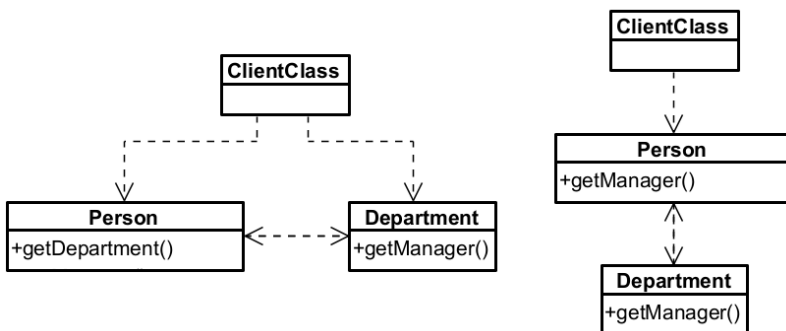 ClientClass
Person
+getDepartment()
Department
+getManager()
ClientClass
Person
+getManager()
Department
+getManager()